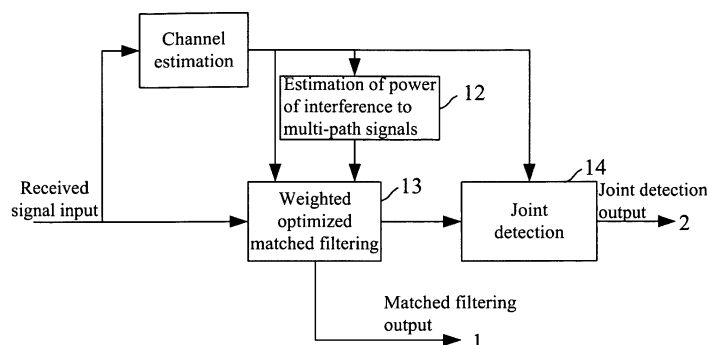 Channel
estimation
Estimation of power
of interference to
multi-path signals
12
Received
signal input
Weighted
optimized
matched filtering
13
Joint
detection
14
Joint detection
output
2
Matched filtering
output
1